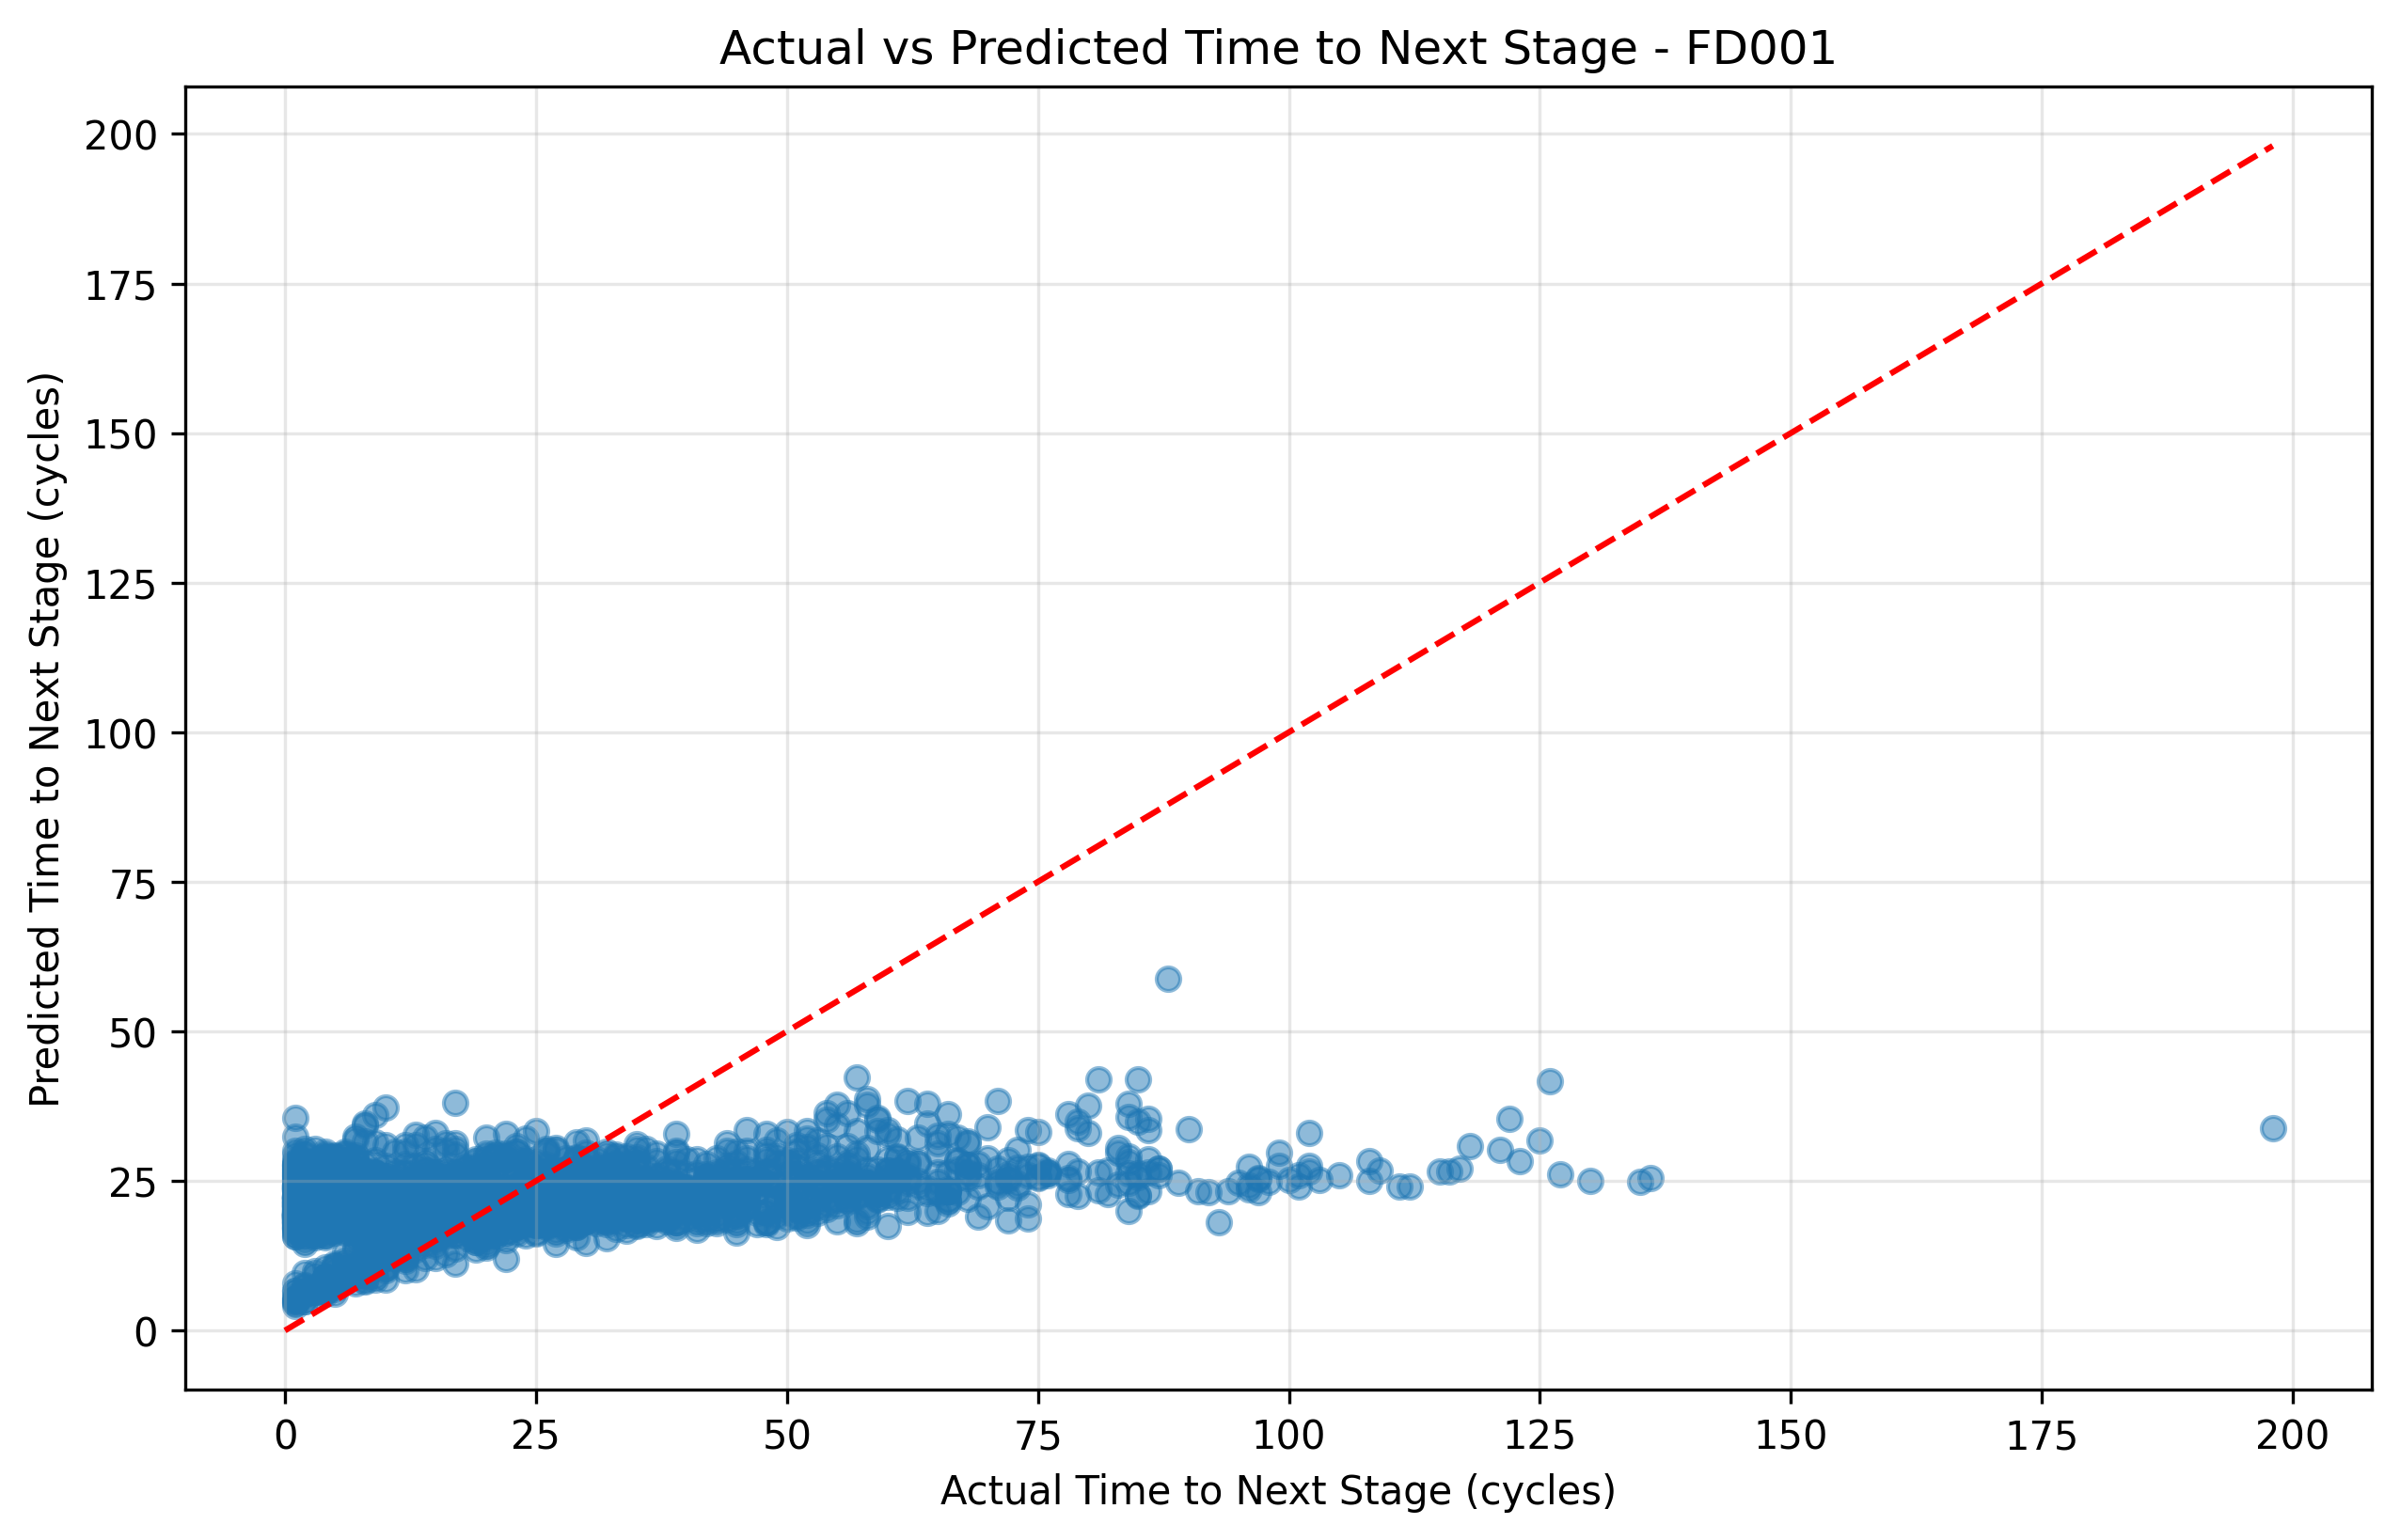 Actual vs Predicted Time to Next Stage - FD001
Predicted Time to Next Stage (cycles)
200
175
150
125
100
75
50
25
0
0 25 50 75 100 125 150 175 200
Actual Time to Next Stage (cycles)